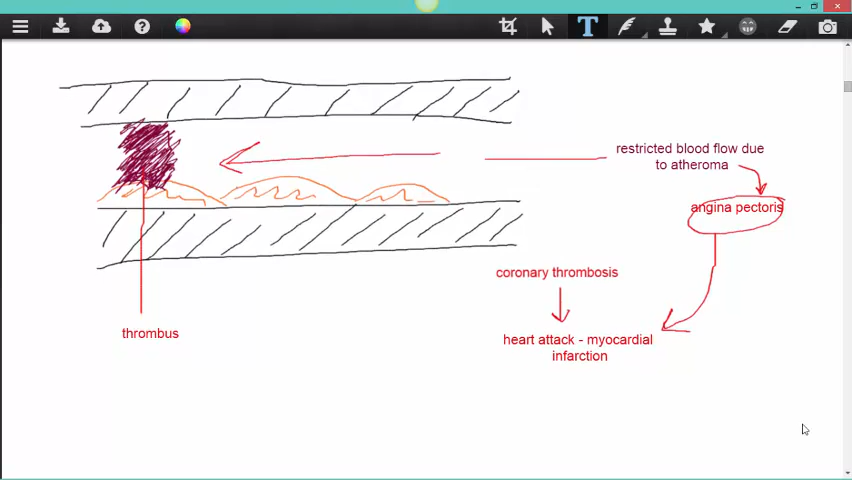 restricted blood flow due
to atheroma
angina pectoris
coronary thrombosis
heart attack - myocardial
infarction
thrombus